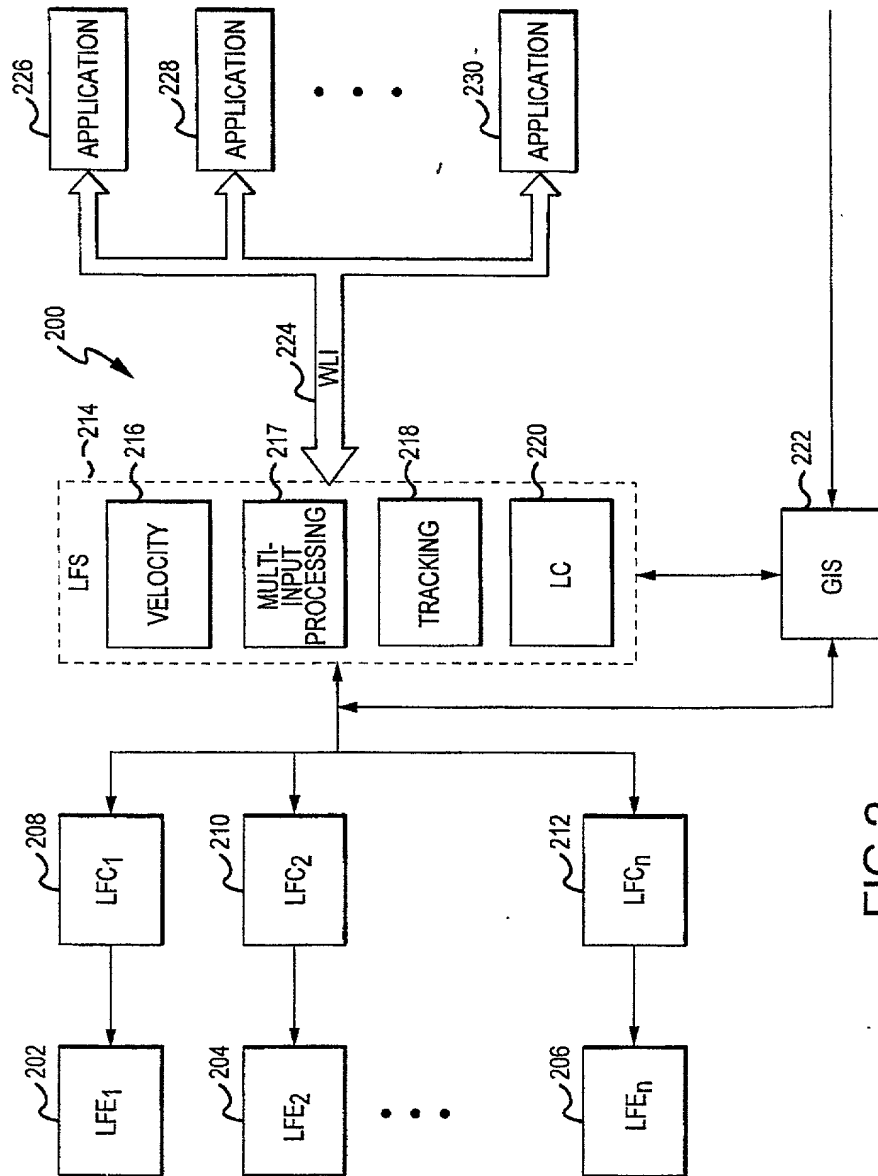 200
214
LFS
202
LFE1
208
LFC1
216
VELOCITY
226
APPLICATION
204
LFE2
210
LFC2
217
MULTI-
INPUT
PROCESSING
224
WLI
228
APPLICATION
218
TRACKING
206
LFEn
212
LFCn
220
LC
230
APPLICATION
222
GIS
FIG